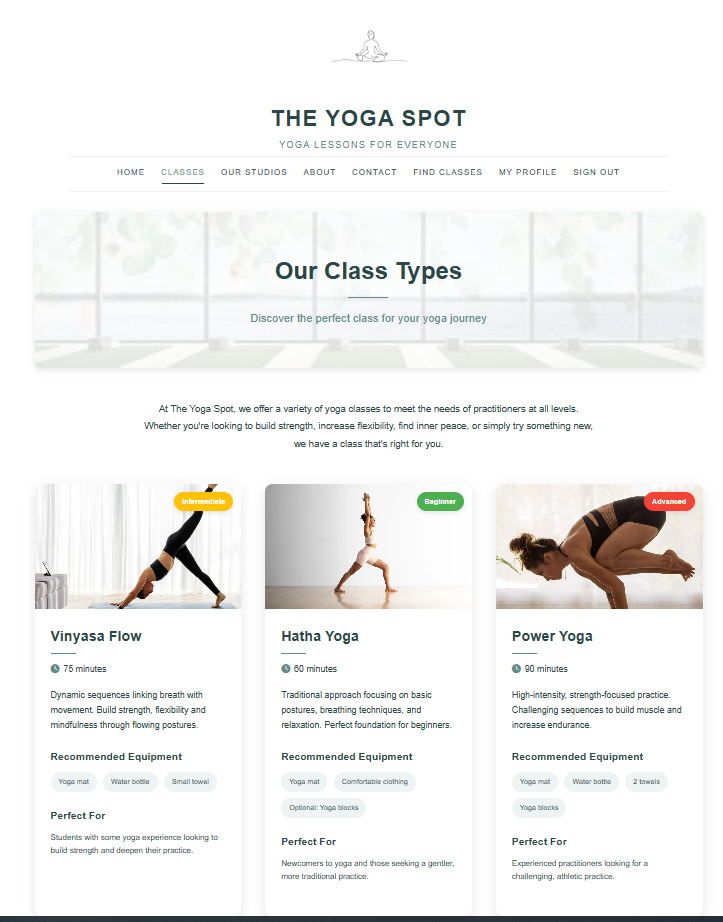 THE YOGA SPOT
YOGA LESSONS FOR EVERYONE
HOME CLASSES OUR STUDIOS ABOUT CONTACT FIND CLASSES MY PROFILE SIGN OUT
Our Class Types
Discover the perfect class for your yoga journey
At The Yoga Spot, we offer a variety of yoga classes to meet the needs of practitioners at all levels.
Whether you're looking to build strength, increase flexibility, find inner peace, or simply try something new,
we have a class that's right for you.
Intermediate
Vinyasa Flow
75 minutes
Dynamic sequences linking breath with
movement. Build strength, flexibility and
mindfulness through flowing postures.
Recommended Equipment
Yoga mat Water bottle Small towel
Perfect For
Students with some yoga experience looking to
build strength and deepen their practice.
Beginner
Hatha Yoga
60 minutes
Traditional approach focusing on basic
postures, breathing techniques, and
relaxation. Perfect foundation for beginners.
Recommended Equipment
Yoga mat Comfortable clothing
Optional: Yoga blocks
Perfect For
Newcomers to yoga and those seeking a gentler,
more traditional practice.
Advanced
Power Yoga
90 minutes
High-intensity, strength-focused practice.
Challenging sequences to build muscle and
increase endurance.
Recommended Equipment
Yoga mat Water bottle 2 towels
Yoga blocks
Perfect For
Experienced practitioners looking for a
challenging, athletic practice.